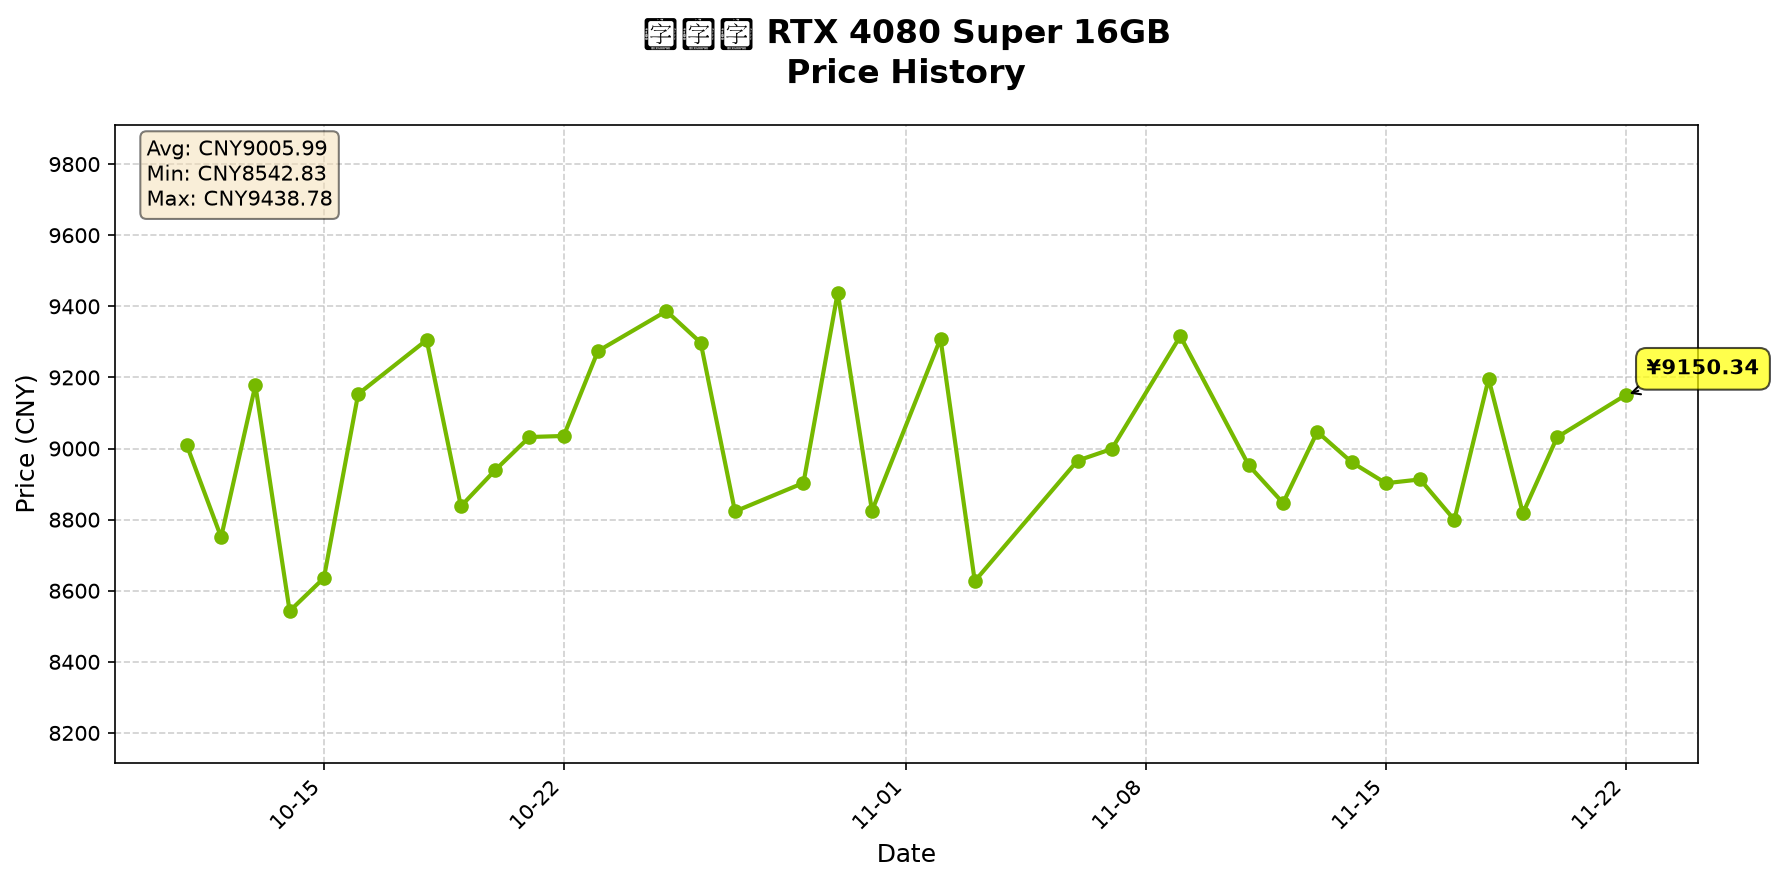 RTX 4080 Super 16GB
Price History
Avg: CNY9005.99
Min: CNY8542.83
Max: CNY9438.78
9800
9600
9400
9200
9000
8800
8600
8400
8200
Price (CNY)
¥9150.34
10-15
10-22
11-01
11-08
11-15
11-22
Date